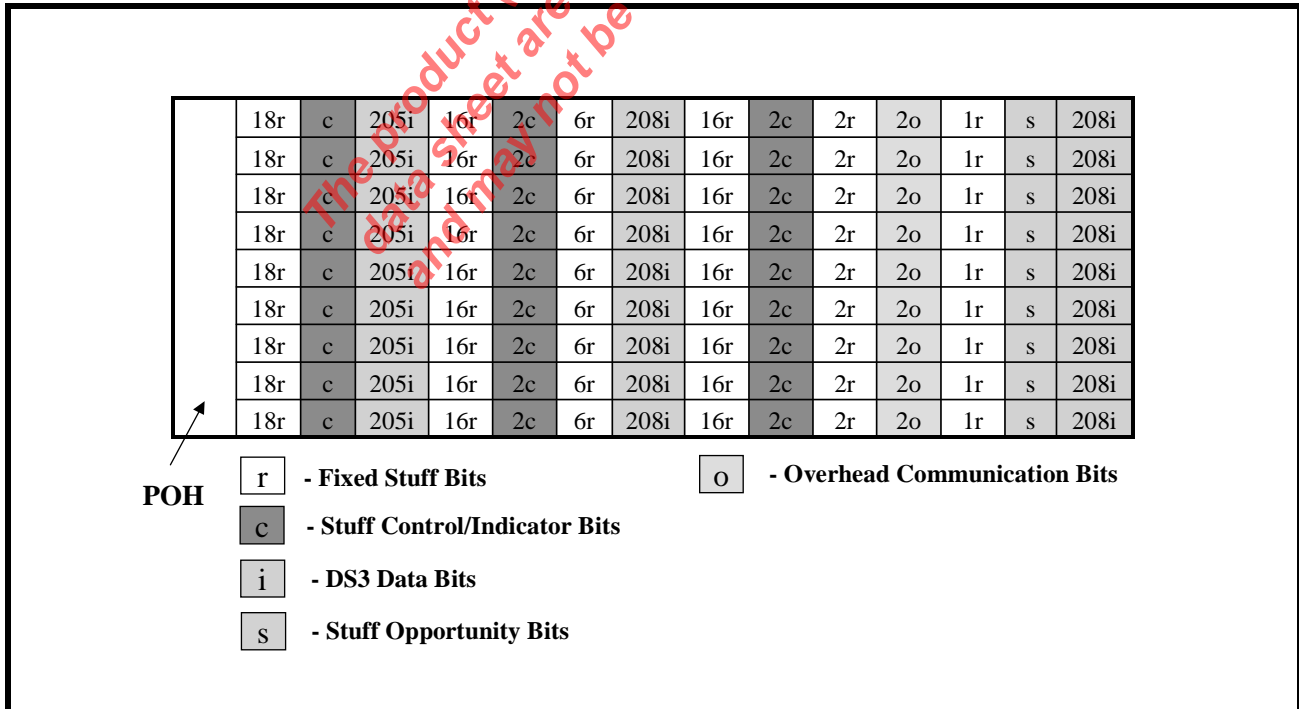 The product
data sheet are
and may not be
18r c 205i 16r 2c 6r 208i 16r 2c 2r 2o 1r s 208i
18r c 205i 16r 2c 6r 208i 16r 2c 2r 2o 1r s 208i
18r c 205i 16r 2c 6r 208i 16r 2c 2r 2o 1r s 208i
18r c 205i 16r 2c 6r 208i 16r 2c 2r 2o 1r s 208i
18r c 205i 16r 2c 6r 208i 16r 2c 2r 2o 1r s 208i
18r c 205i 16r 2c 6r 208i 16r 2c 2r 2o 1r s 208i
18r c 205i 16r 2c 6r 208i 16r 2c 2r 2o 1r s 208i
18r c 205i 16r 2c 6r 208i 16r 2c 2r 2o 1r s 208i
18r c 205i 16r 2c 6r 208i 16r 2c 2r 2o 1r s 208i
POH
r - Fixed Stuff Bits
o - Overhead Communication Bits
c - Stuff Control/Indicator Bits
i - DS3 Data Bits
s - Stuff Opportunity Bits